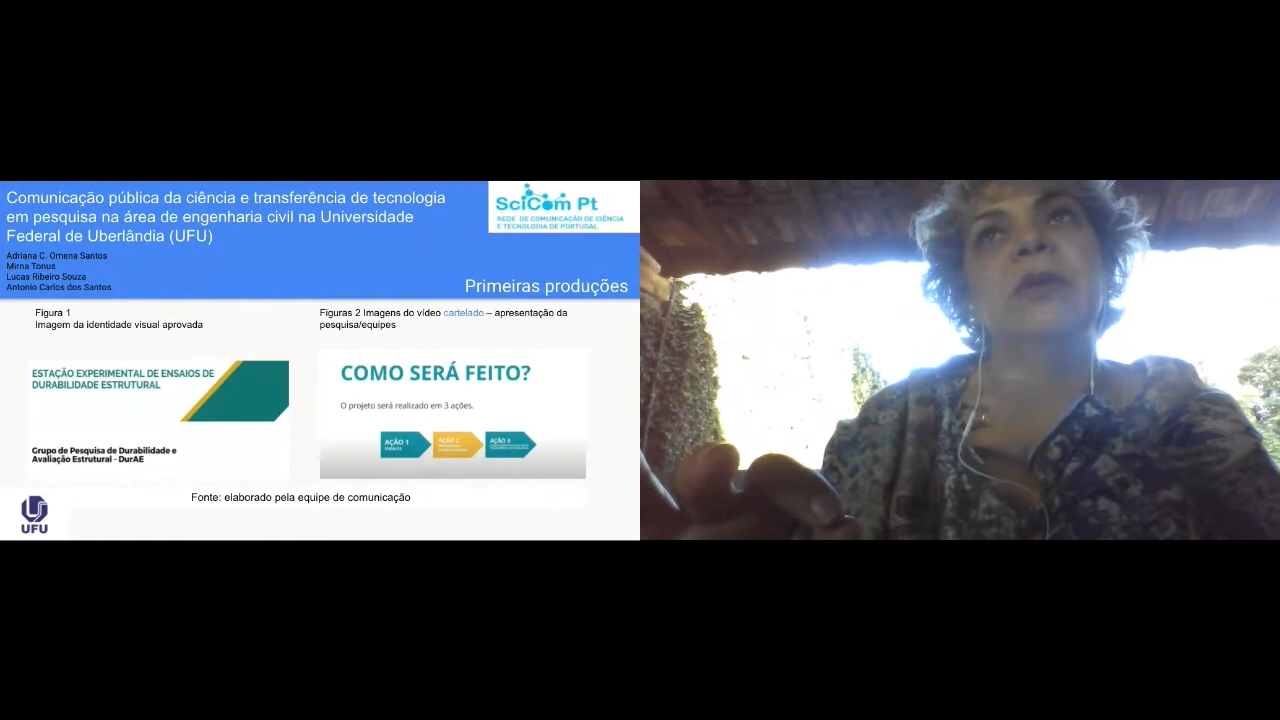 Comunicação pública da ciência e transferência de tecnologia
em pesquisa na área de engenharia civil na Universidade
Federal de Uberlândia (UFU)
Adriana C. Omena Santos
Mirna Tonus
Lucas Ribeiro Souza
Antonio Carlos dos Santos
SciCom Pt
REDE DE COMUNICAÇÃO DE CIÊNCIA
E TECNOLOGIA DE PORTUGAL
Primeiras produções
Figura 1
Imagem da identidade visual aprovada
Figuras 2 Imagens do vídeo cartelado – apresentação da
pesquisa/equipes
ESTAÇÃO EXPERIMENTAL DE ENSAIOS DE
DURABILIDADE ESTRUTURAL
Grupo de Pesquisa de Durabilidade e
Avaliação Estrutural - DurAE
COMO SERÁ FEITO?
O projeto será realizado em 3 ações.
AÇÃO 1
AÇÃO 2
AÇÃO 3
Fonte: elaborado pela equipe de comunicação
UFU